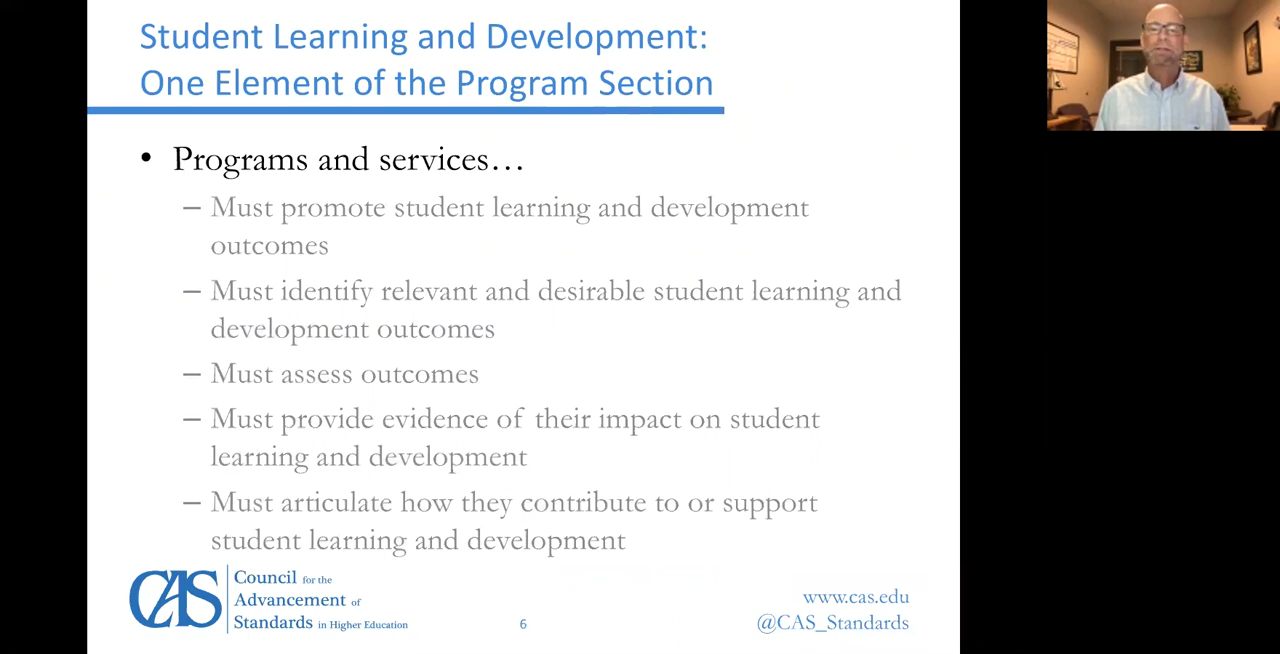 Student Learning and Development:
One Element of the Program Section
• Programs and services…
– Must promote student learning and development
outcomes
– Must identify relevant and desirable student learning and
development outcomes
– Must assess outcomes
– Must provide evidence of their impact on student
learning and development
– Must articulate how they contribute to or support
student learning and development
CAS
Council for the
Advancement of
Standards in Higher Education
6
www.cas.edu
@CAS_Standards